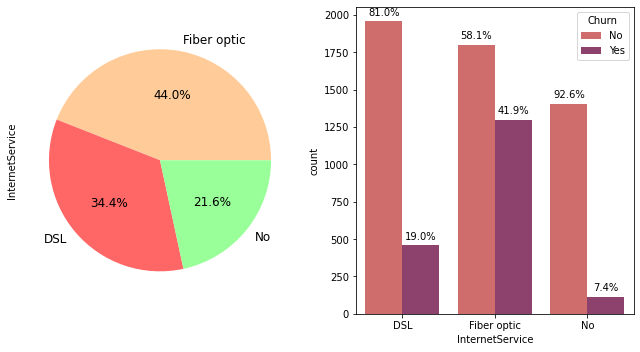 InternetService
Fiber optic
44.0%
34.4%
21.6%
DSL
No
count
2000
1750
1500
1250
1000
750
500
250
0
81.0%
58.1%
92.6%
41.9%
19.0%
7.4%
Churn
No
Yes
DSL
Fiber optic
No
InternetService